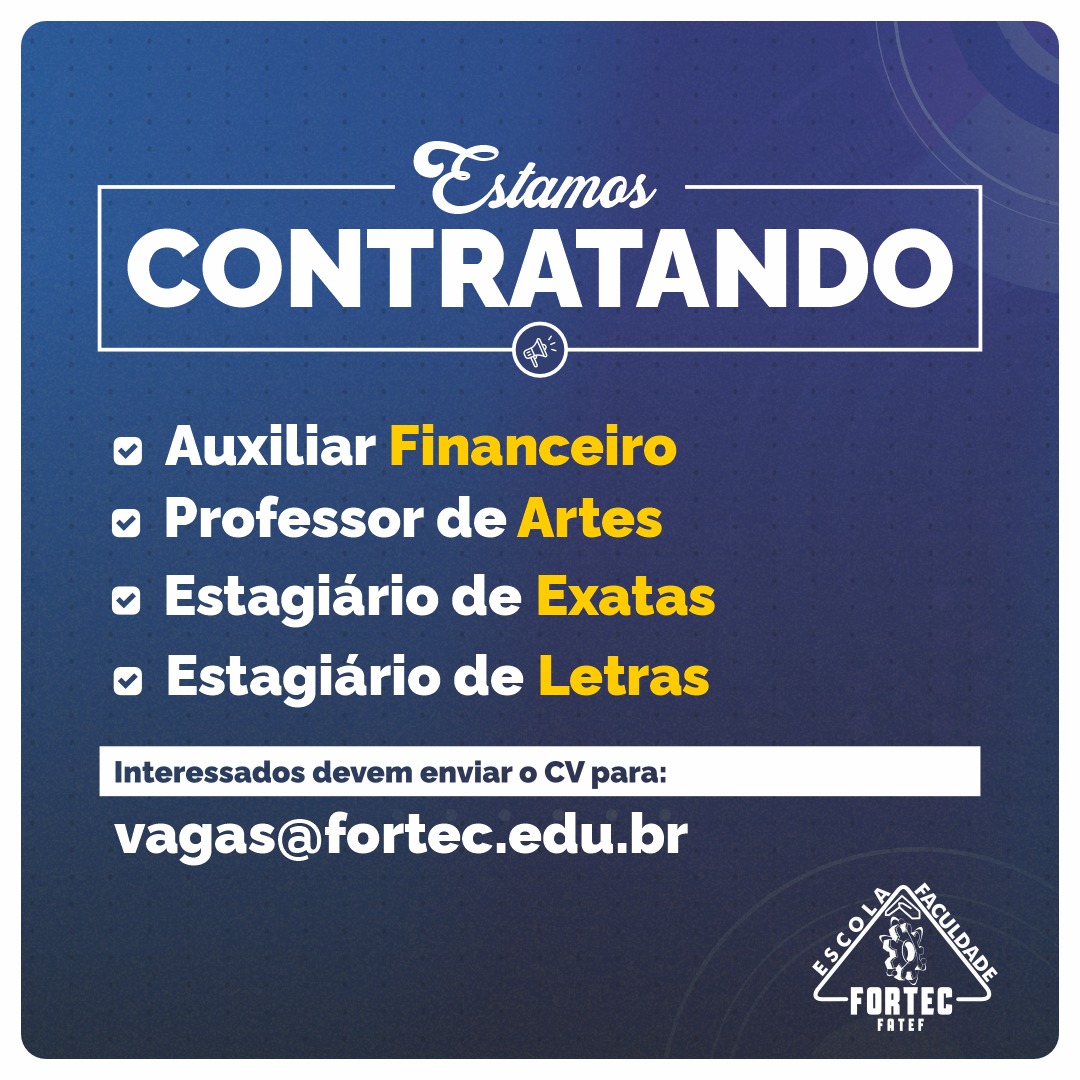 Estamos
CONTRATANDO
Auxiliar Financeiro
Professor de Artes
Estagiário de Exatas
Estagiário de Letras
Interessados devem enviar o CV para:
vagas@fortec.edu.br
ESCOLA FACULDADE
FORTEC
FATEF